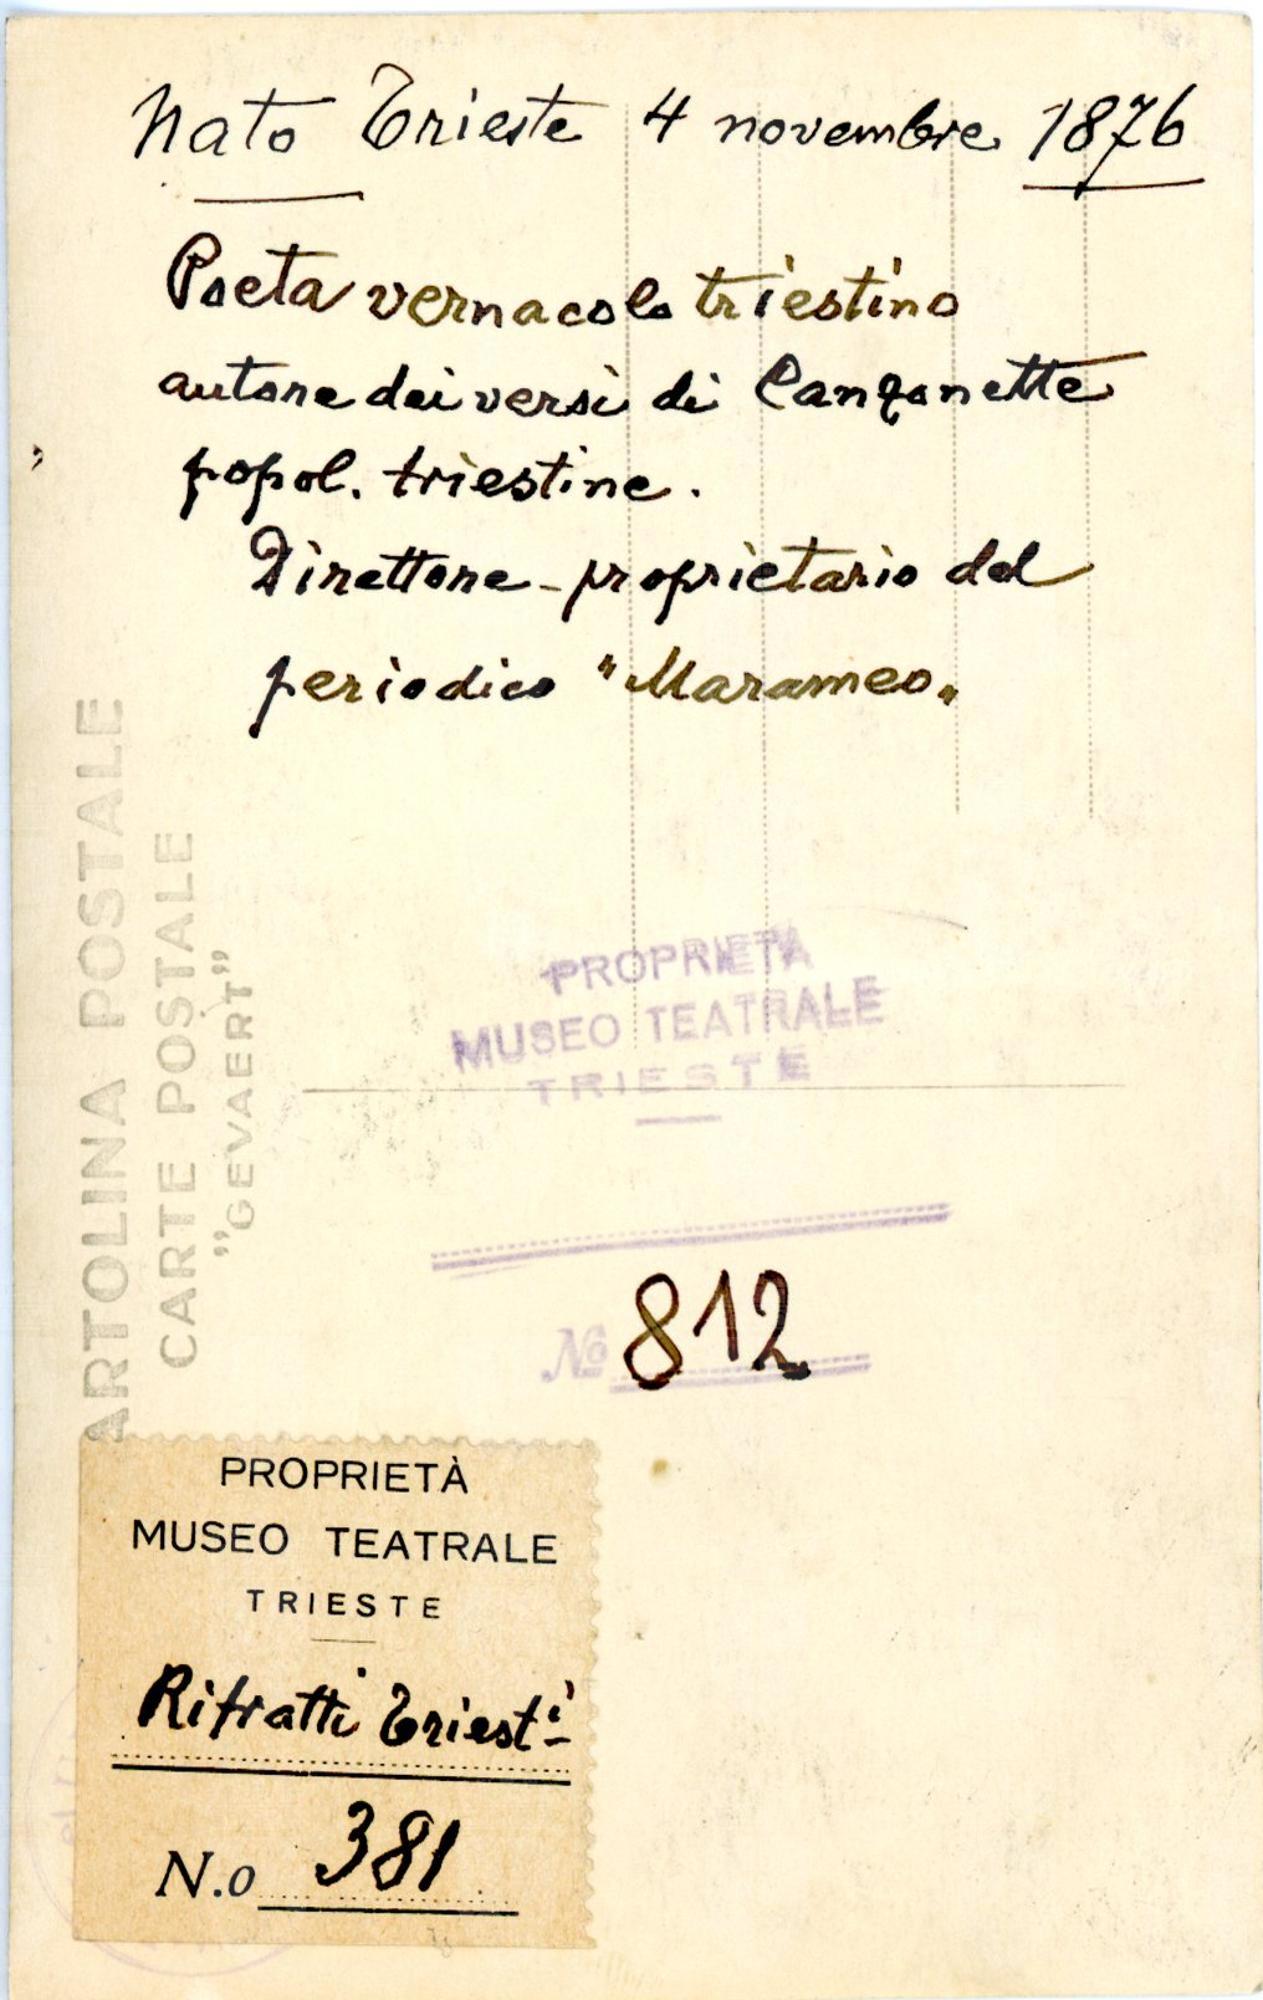 Nato Trieste 4 novembre 1876
Poeta vernacolo triestino
autore dei versi di Canzonette
popol. triestine.
Direttore-proprietario del
periodico "Marameo"
ARTOLINA POSTALE
CARTE POSTALE
"GEVAERT"
PROPRIETÀ
MUSEO TEATRALE
TRIESTE
No 812
PROPRIETÀ
MUSEO TEATRALE
TRIESTE
Ritratti Triesti
N.o 381